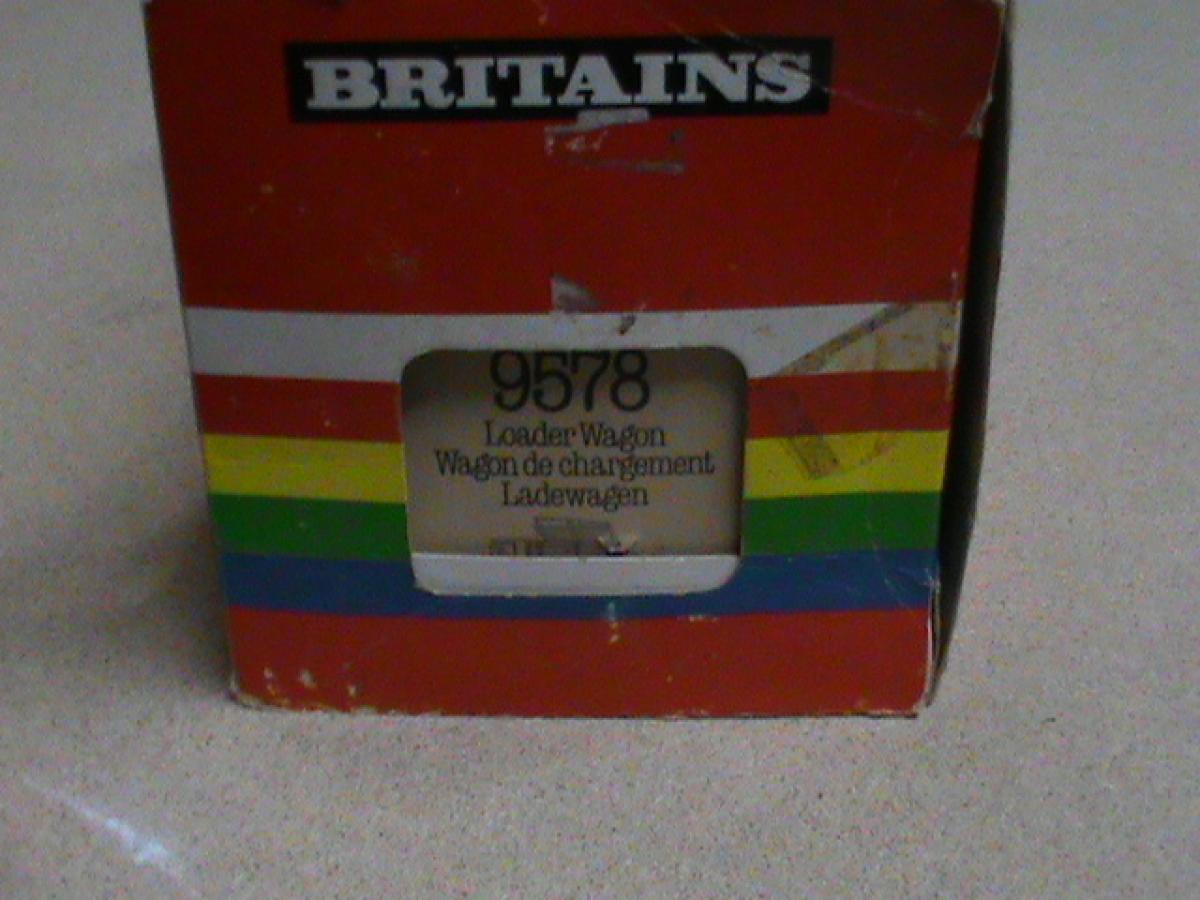 BRITAINS
9578
Loader Wagon
Wagon de chargement
Ladewagen